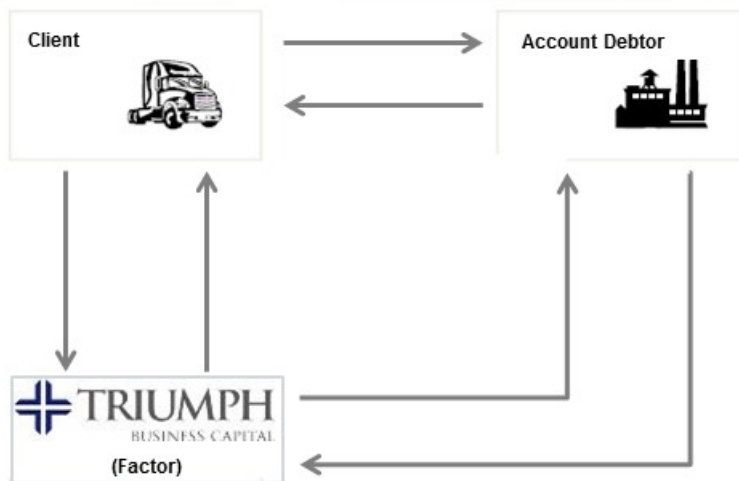 Client
Account Debtor
TRIUMPH
BUSINESS CAPITAL
(Factor)